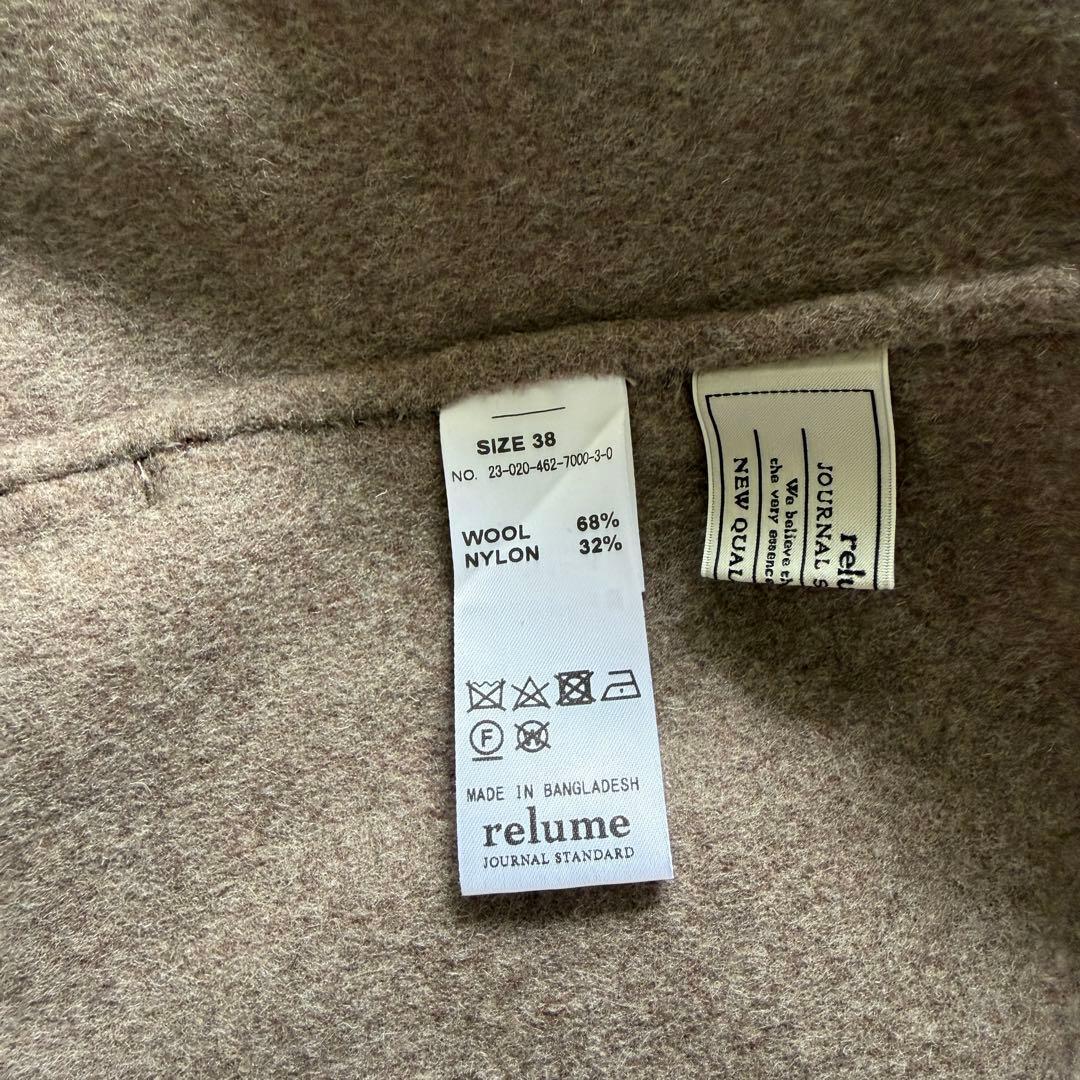 SIZE 38
NO. 23-020-462-7000-3-0
WOOL 68%
NYLON 32%
F
W
MADE IN BANGLADESH
relume
JOURNAL STANDARD
relu
JOURNAL S
We believe th
the very essence
NEW QUAL